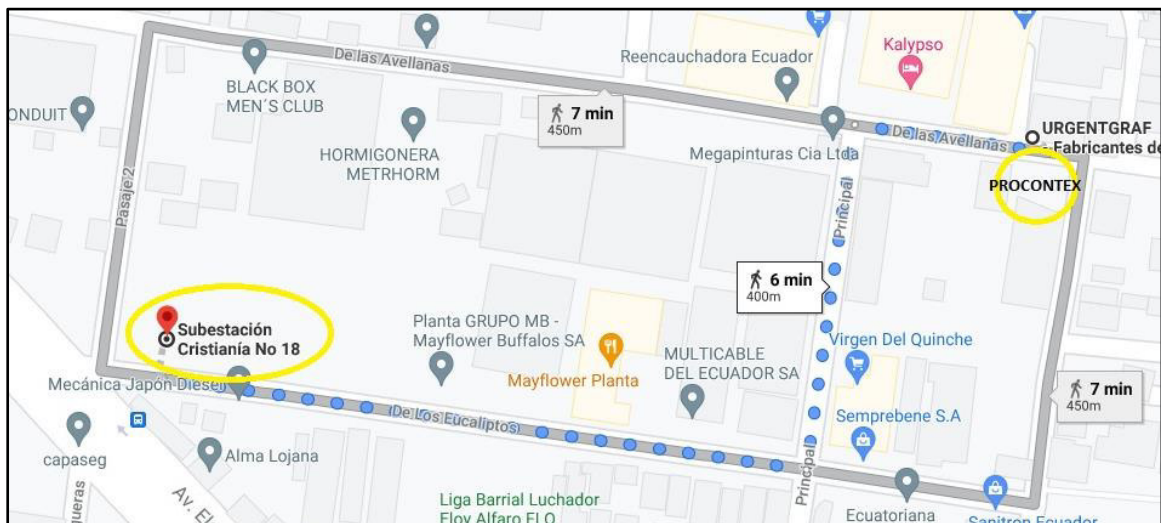 De las Avellanas
Reencauchadora Ecuador
Kalypso
BLACK BOX
MEN´S CLUB
ONDUIT
7 min
450m
De las Avellanas
URGENTGRAF
- Fabricantes de
HORMIGONERA
METRHORM
Megapinturas Cia Ltda
PROCONTEX
Pasaje 2
Principal
6 min
400m
Subestación
Cristianía No 18
Planta GRUPO MB -
Mayflower Buffalos SA
Virgen Del Quinche
Mayflower Planta
MULTICABLE
DEL ECUADOR SA
Mecánica Japón Diesel
7 min
450m
De Los Eucaliptos
Semprebene S.A
capaseg
Alma Lojana
Principal
Av. El
gueras
Liga Barrial Luchador
Eloy Alfaro FLO
Ecuatoriana
Sanitron Ecuador